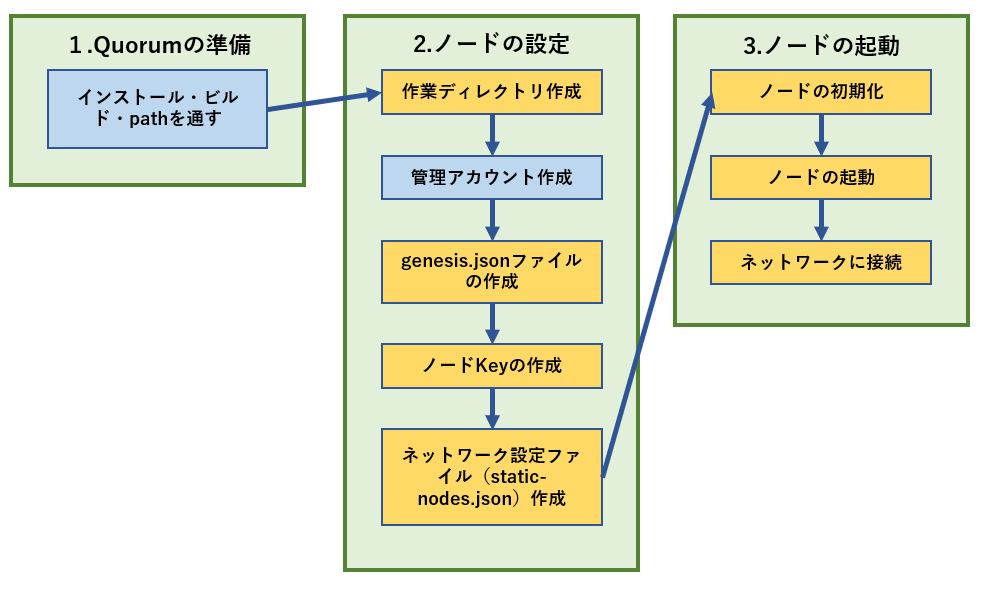 １.Quorumの準備
インストール・ビル
ド・pathを通す
2.ノードの設定
作業ディレクトリ作成
管理アカウント作成
genesis.jsonファイル
の作成
ノードKeyの作成
ネットワーク設定ファ
イル（static-
nodes.json）作成
3.ノードの起動
ノードの初期化
ノードの起動
ネットワークに接続